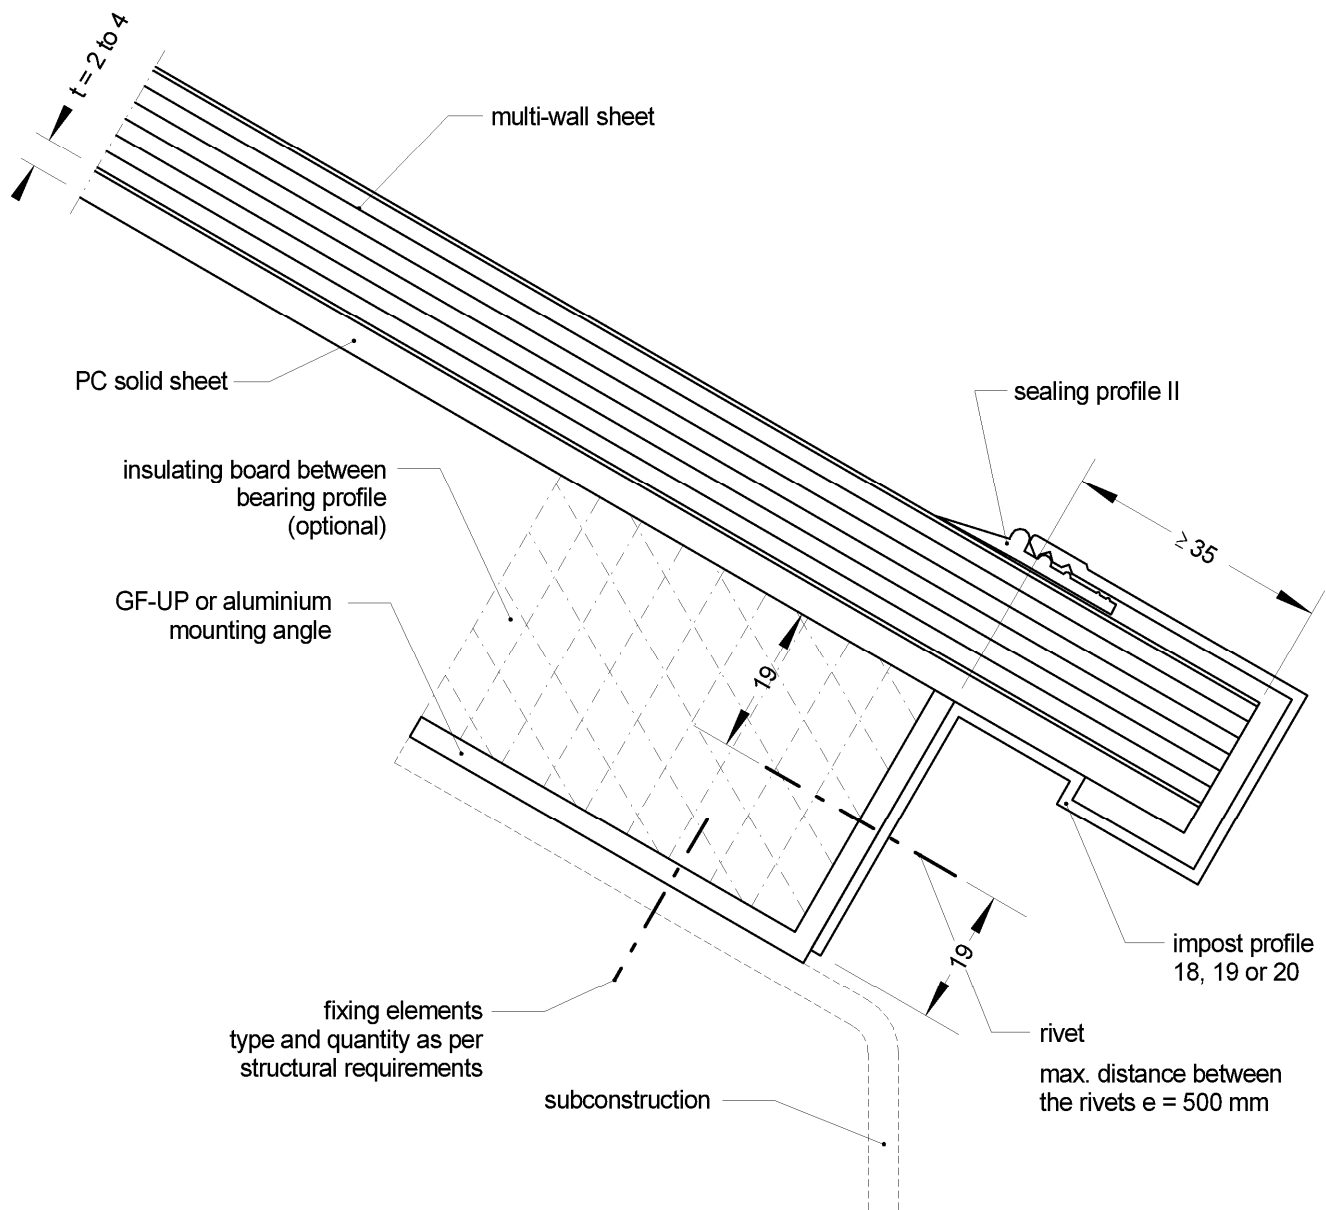 t = 2 to 4
multi-wall sheet
PC solid sheet
sealing profile II
insulating board between
bearing profile
(optional)
≥ 35
GF-UP or aluminium
mounting angle
19
19
impost profile
18, 19 or 20
fixing elements
type and quantity as per
structural requirements
rivet
max. distance between
the rivets e = 500 mm
subconstruction